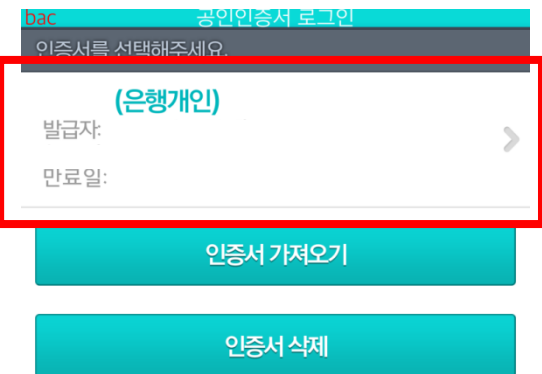 bac 공인인증서 로그인
인증서를 선택해주세요.
(은행개인)
발급자:
만료일:
인증서 가져오기
인증서 삭제